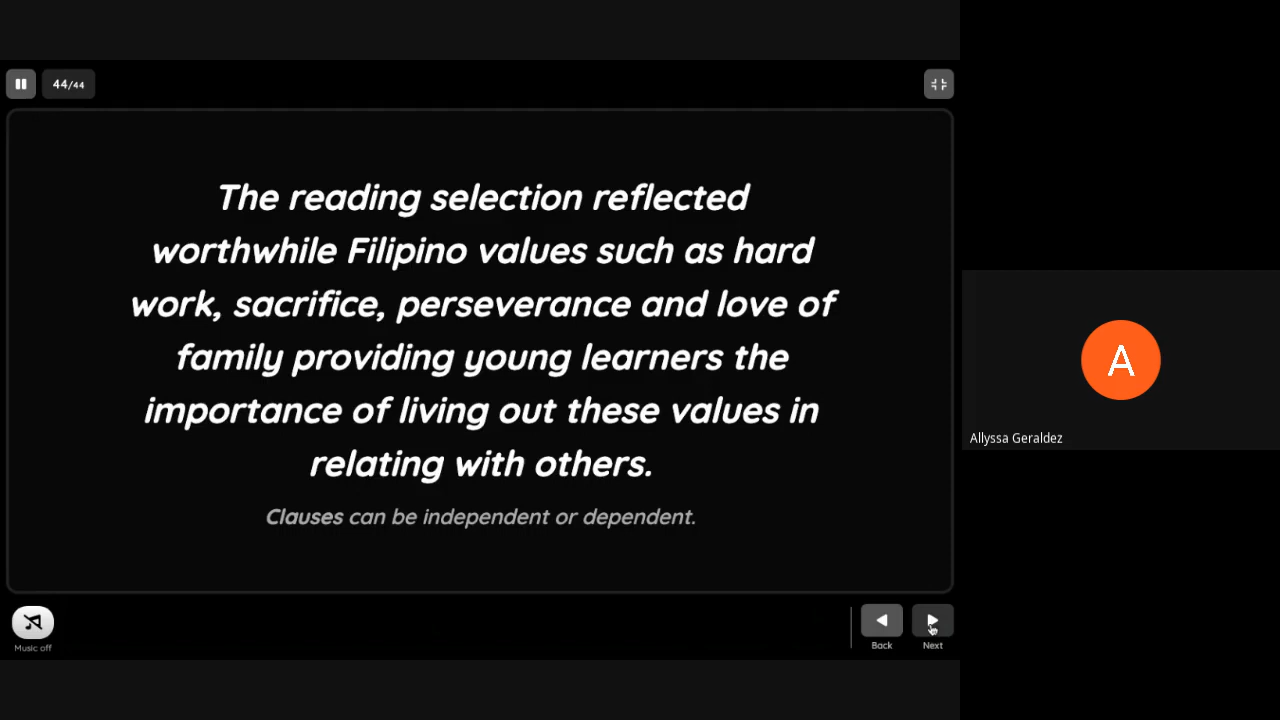 44/44
The reading selection reflected
worthwhile Filipino values such as hard
work, sacrifice, perseverance and love of
family providing young learners the
importance of living out these values in
relating with others.
Clauses can be independent or dependent.
A
Allyssa Geraldez
Music off
Back
Next